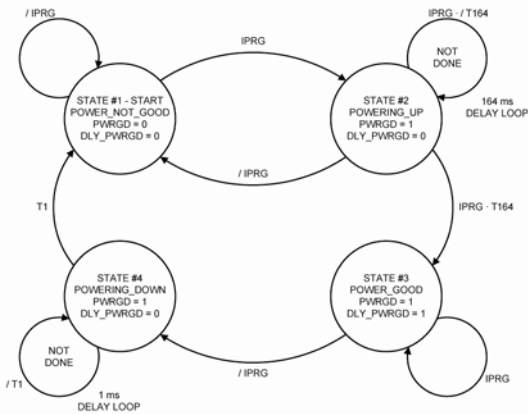 / IPRG
IPRG
IPRG · / T164
NOT
DONE
STATE #1 - START
POWER_NOT_GOOD
PWRGD = 0
DLY_PWRGD = 0
STATE #2
POWERING_UP
PWRGD = 1
DLY_PWRGD = 0
164 ms
DELAY LOOP
/ IPRG
T1
IPRG · T164
STATE #4
POWERING_DOWN
PWRGD = 1
DLY_PWRGD = 0
STATE #3
POWER_GOOD
PWRGD = 1
DLY_PWRGD = 1
NOT
DONE
/ T1
1 ms
DELAY LOOP
/ IPRG
IPRG